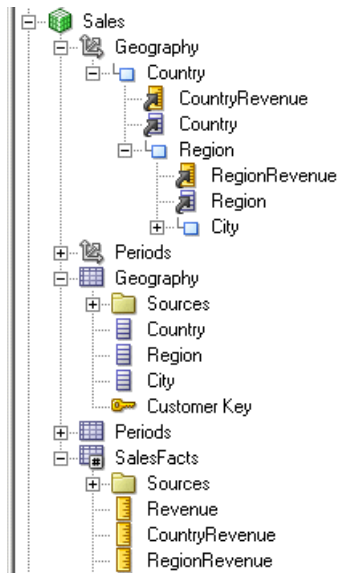 Sales
Geography
Country
CountryRevenue
Country
Region
RegionRevenue
Region
City
Periods
Geography
Sources
Country
Region
City
Customer Key
Periods
SalesFacts
Sources
Revenue
CountryRevenue
RegionRevenue